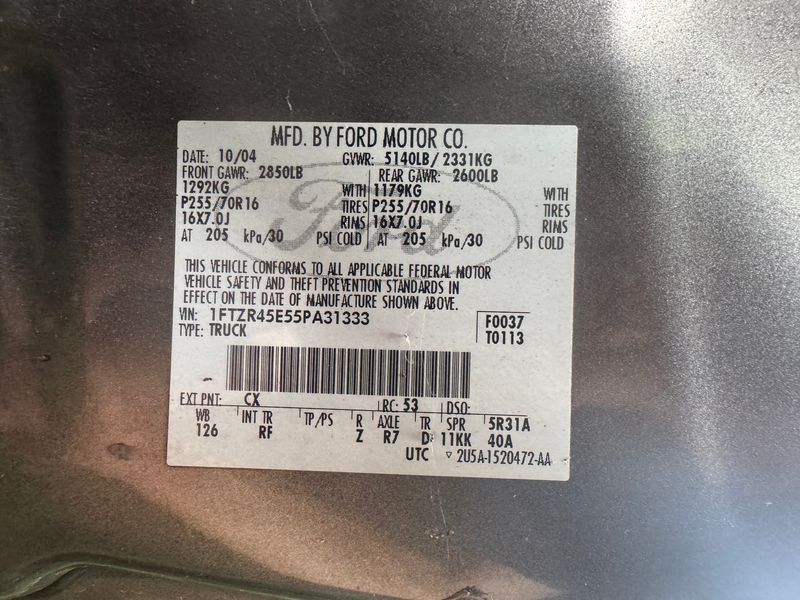 MFD. BY FORD MOTOR CO.
DATE: 10/04 GVWR: 5140LB/2331KG
FRONT GAWR: 2850LB REAR GAWR: 2600LB
1292KG WITH 1179KG WITH
P255/70R16 TIRES P255/70R16 TIRES
16X7.0J RIMS 16X7.0J RIMS
AT 205 kPa/30 PSI COLD AT 205 kPa/30 PSI COLD
Ford
THIS VEHICLE CONFORMS TO ALL APPLICABLE FEDERAL MOTOR
VEHICLE SAFETY AND THEFT PREVENTION STANDARDS IN
EFFECT ON THE DATE OF MANUFACTURE SHOWN ABOVE.
VIN: 1FTZR45E55PA31333 F0037
TYPE: TRUCK T0113
EXT PNT: CX RC: 53 DSO:
WB INT TR TP/PS R AXLE TR SPR 5R31A
126 RF Z R7 D 11KK 40A
UTC ▽ 2U5A-1520472-AA